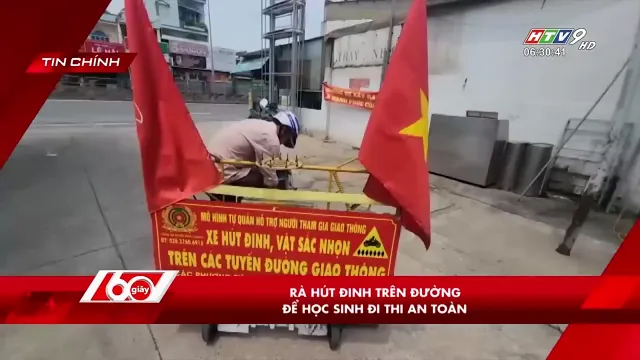 TIN CHÍNH
HTV9 HD
06:30:41
MÔ HÌNH TỰ QUẢN HỖ TRỢ NGƯỜI THAM GIA GIAO THÔNG
XE HÚT ĐINH, VẬT SẮC NHỌN
TRÊN CÁC TUYẾN ĐƯỜNG GIAO THÔNG
60 giây
RÀ HÚT ĐINH TRÊN ĐƯỜNG
ĐỂ HỌC SINH ĐI THI AN TOÀN